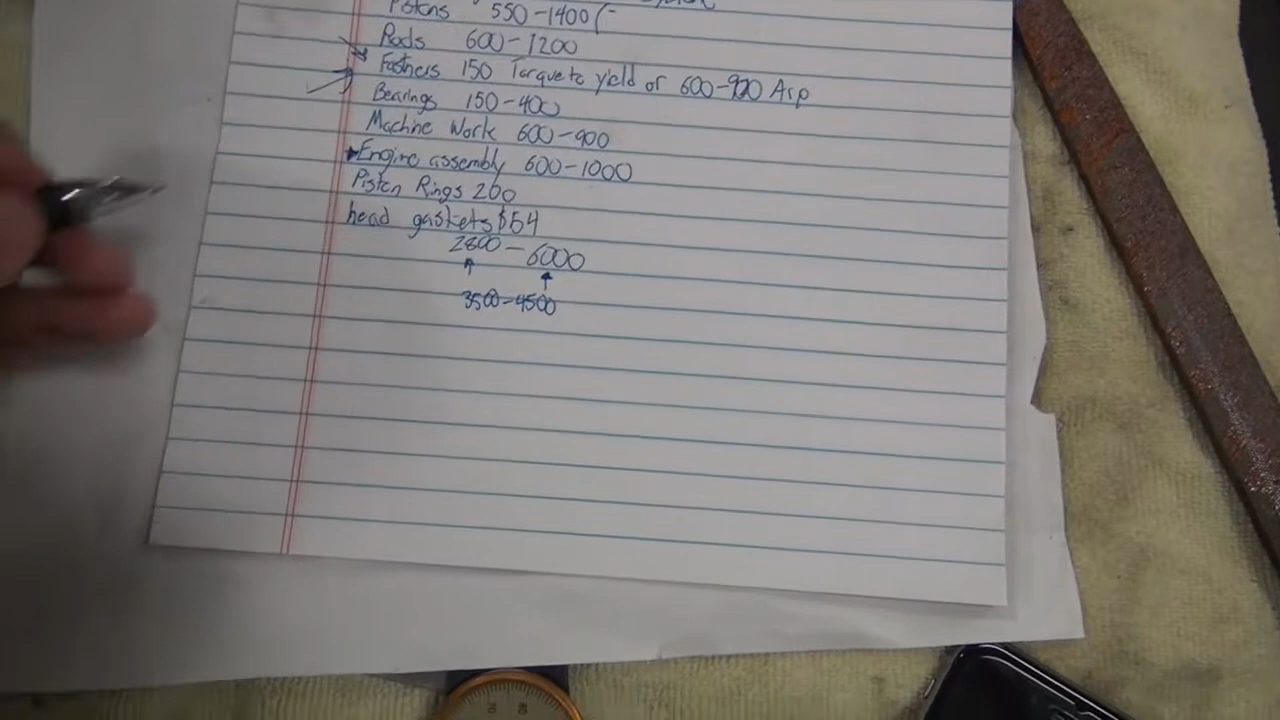 Pistons 550-1400(-
Rods 600-1200
Fastners 150 Torque to yield or 600-900 Arp
Bearings 150-400
Machine Work 600-900
Engine assembly 600-1000
Piston Rings 200
head gaskets $64
2800 - 6000
3500-4500